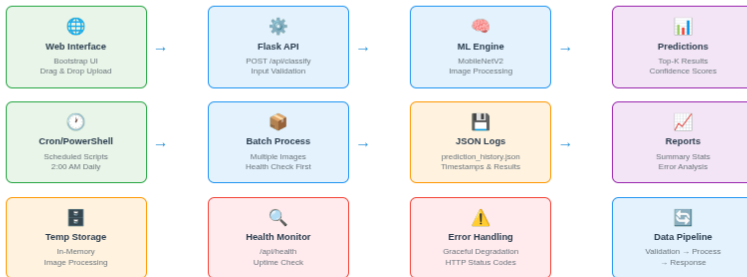 Web Interface
Bootstrap UI
Drag & Drop Upload
→
Flask API
POST /api/classify
Input Validation
→
ML Engine
MobileNetV2
Image Processing
→
Predictions
Top-K Results
Confidence Scores
Cron/PowerShell
Scheduled Scripts
2:00 AM Daily
→
Batch Process
Multiple Images
Health Check First
→
JSON Logs
prediction_history.json
Timestamps & Results
→
Reports
Summary Stats
Error Analysis
Temp Storage
In-Memory
Image Processing
Health Monitor
/api/health
Uptime Check
Error Handling
Graceful Degradation
HTTP Status Codes
Data Pipeline
Validation → Process
→ Response